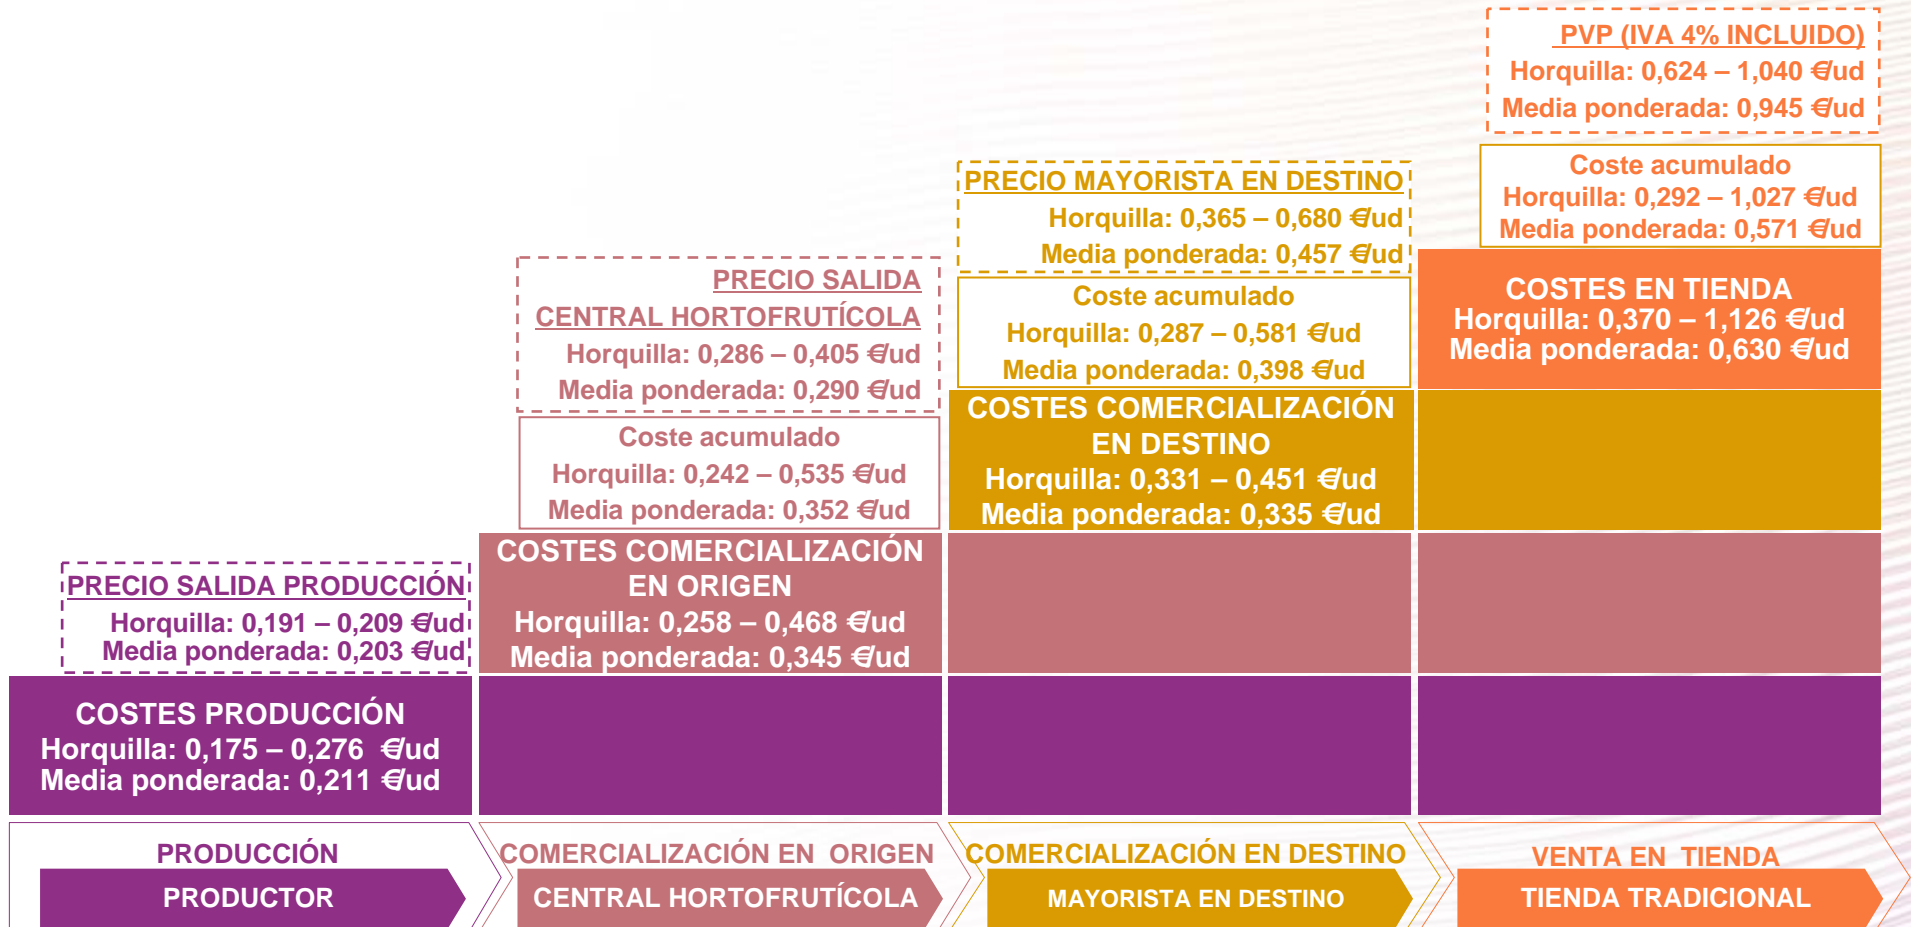 PVP (IVA 4% INCLUIDO)
Horquilla: 0,624 – 1,040 €/ud
Media ponderada: 0,945 €/ud
Coste acumulado
Horquilla: 0,292 – 1,027 €/ud
Media ponderada: 0,571 €/ud
COSTES EN TIENDA
Horquilla: 0,370 – 1,126 €/ud
Media ponderada: 0,630 €/ud
PRECIO MAYORISTA EN DESTINO
Horquilla: 0,365 – 0,680 €/ud
Media ponderada: 0,457 €/ud
Coste acumulado
Horquilla: 0,287 – 0,581 €/ud
Media ponderada: 0,398 €/ud
COSTES COMERCIALIZACIÓN
EN DESTINO
Horquilla: 0,331 – 0,451 €/ud
Media ponderada: 0,335 €/ud
PRECIO SALIDA
CENTRAL HORTOFRUTÍCOLA
Horquilla: 0,286 – 0,405 €/ud
Media ponderada: 0,290 €/ud
Coste acumulado
Horquilla: 0,242 – 0,535 €/ud
Media ponderada: 0,352 €/ud
COSTES COMERCIALIZACIÓN
EN ORIGEN
Horquilla: 0,258 – 0,468 €/ud
Media ponderada: 0,345 €/ud
PRECIO SALIDA PRODUCCIÓN
Horquilla: 0,191 – 0,209 €/ud
Media ponderada: 0,203 €/ud
COSTES PRODUCCIÓN
Horquilla: 0,175 – 0,276 €/ud
Media ponderada: 0,211 €/ud
PRODUCCIÓN
PRODUCTOR
COMERCIALIZACIÓN EN ORIGEN
CENTRAL HORTOFRUTÍCOLA
COMERCIALIZACIÓN EN DESTINO
MAYORISTA EN DESTINO
VENTA EN TIENDA
TIENDA TRADICIONAL